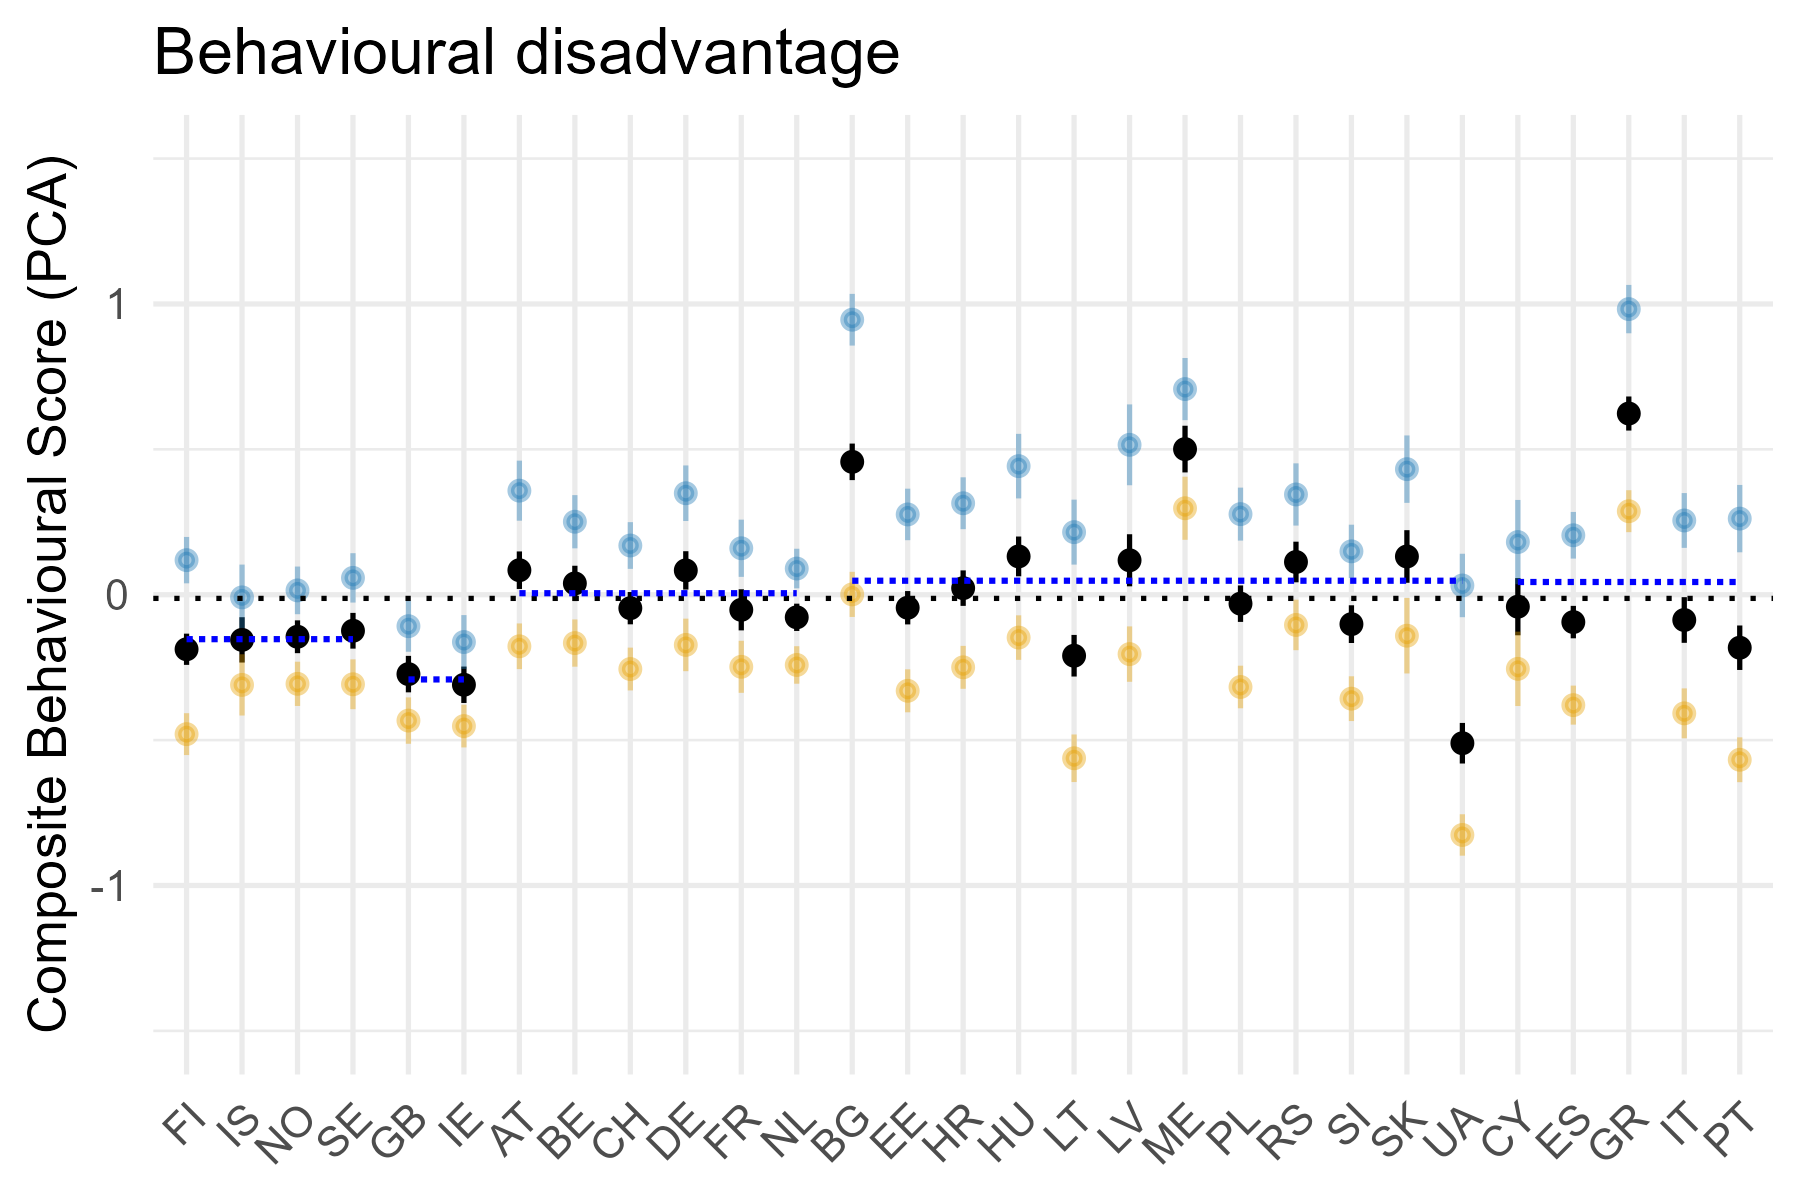 Behavioural disadvantage
Composite Behavioural Score (PCA)
1
0
-1
FI IS NO SE GB IE AT BE CH DE FR NL BG EE HR HU LT LV ME PL RS SI SK UA CY ES GR IT PT